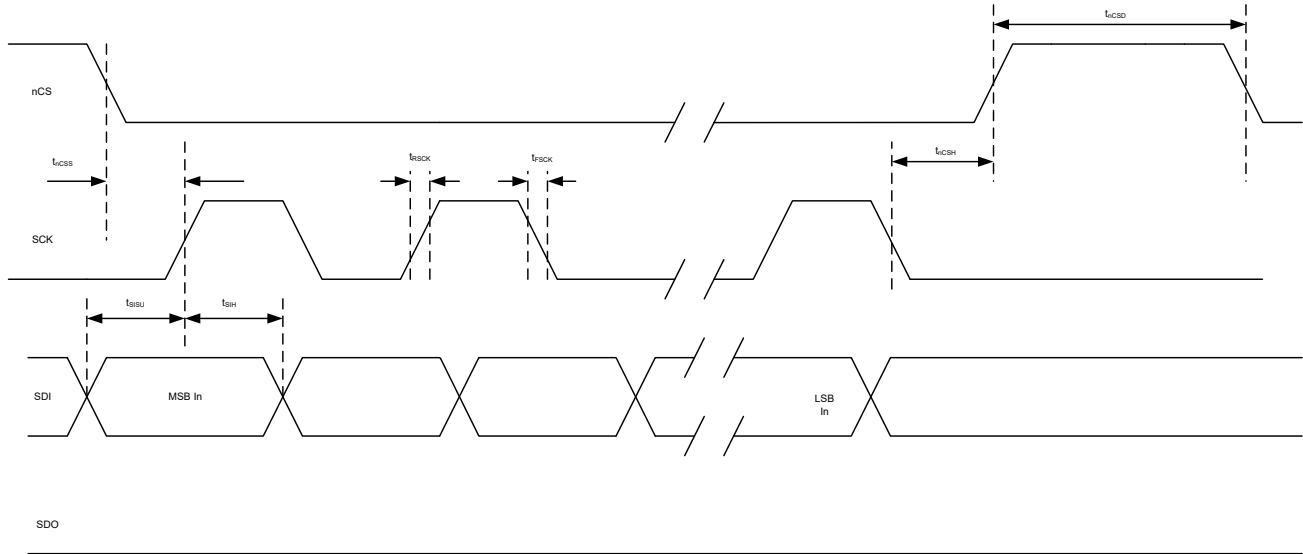 tnCSD
nCS
tnCSS
tRSCK
tFSCK
tnCSH
SCK
tSISU
tSIH
SDI
MSB In
LSB
In
SDO